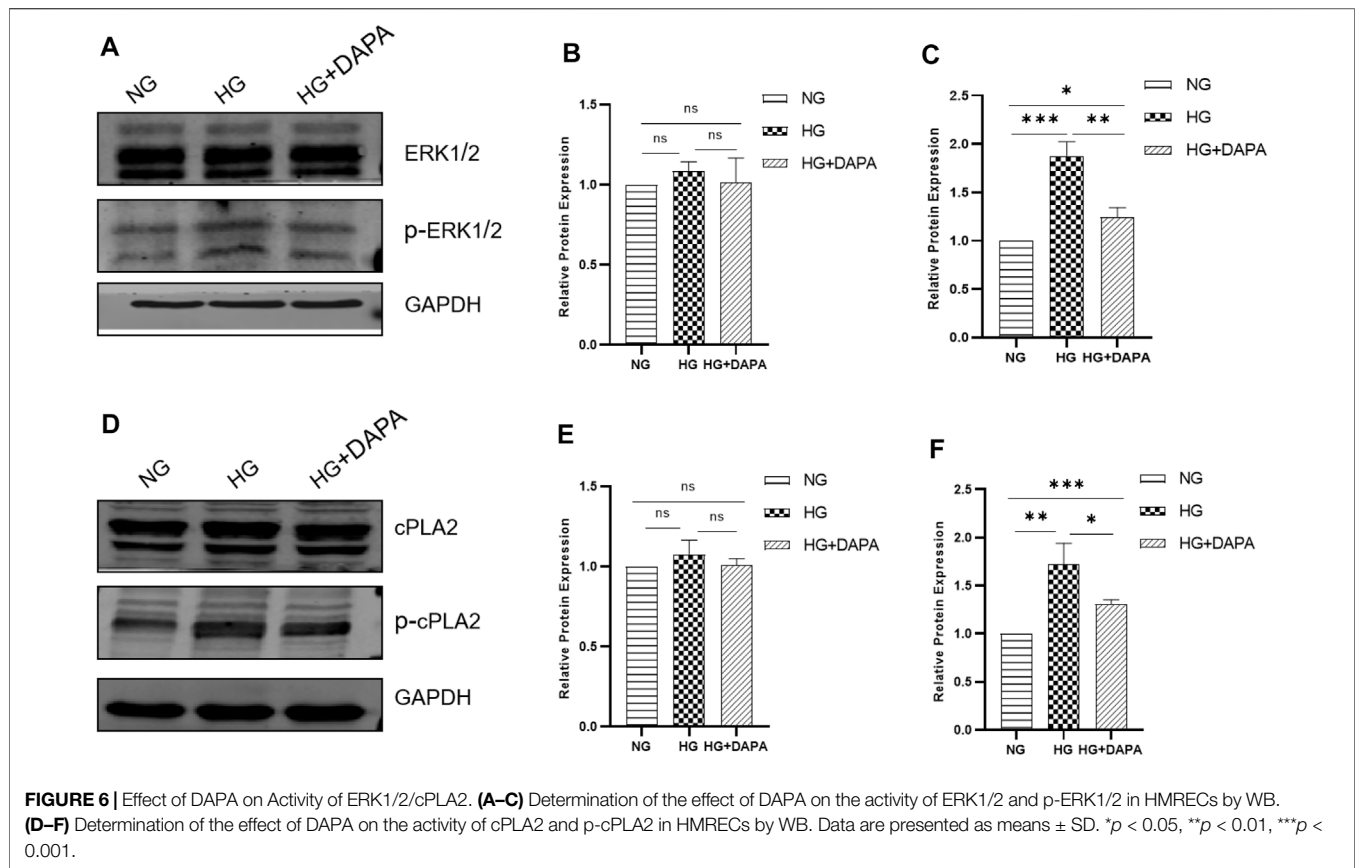 A
NG HG HG+DAPA
ERK1/2
p-ERK1/2
GAPDH
B
NG
HG
HG+DAPA
ns
ns ns
Relative Protein Expression
1.5
1.0
0.5
0.0
NG HG HG+DAPA
C
NG
HG
HG+DAPA
*
*** **
Relative Protein Expression
2.5
2.0
1.5
1.0
0.5
0.0
NG HG HG+DAPA
D
NG HG HG+DAPA
cPLA2
p-cPLA2
GAPDH
E
NG
HG
HG+DAPA
ns
ns ns
Relative Protein Expression
1.5
1.0
0.5
0.0
NG HG HG+DAPA
F
NG
HG
HG+DAPA
***
** *
Relative Protein Expression
2.5
2.0
1.5
1.0
0.5
0.0
NG HG HG+DAPA
FIGURE 6 | Effect of DAPA on Activity of ERK1/2/cPLA2. (A–C) Determination of the effect of DAPA on the activity of ERK1/2 and p-ERK1/2 in HMRECs by WB.
(D–F) Determination of the effect of DAPA on the activity of cPLA2 and p-cPLA2 in HMRECs by WB. Data are presented as means ± SD. *p < 0.05, **p < 0.01, ***p <
0.001.